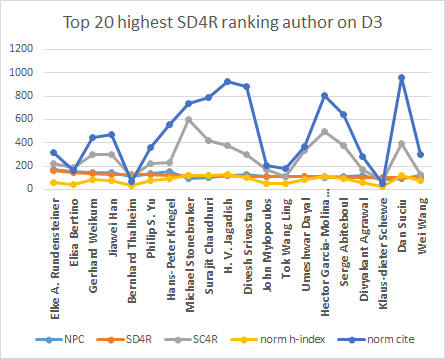 Top 20 highest SD4R ranking author on D3
1200
1000
800
600
400
200
0
Elke A. Rundensteiner
Elisa Bertino
Gerhard Weikum
Jiawei Han
Bernhard Thalheim
Philip S. Yu
Hans-Peter Kriegel
Michael Stonebraker
Surajit Chaudhuri
H. V. Jagadish
Divesh Srivastava
John Mylopoulos
Tok Wang Ling
Umeshwar Dayal
Hector Garcia-Molina ...
Serge Abiteboul
Divyakant Agrawal
Klaus-dieter Schewe
Dan Suciu
Wei Wang
NPC SD4R SC4R norm h-index norm cite